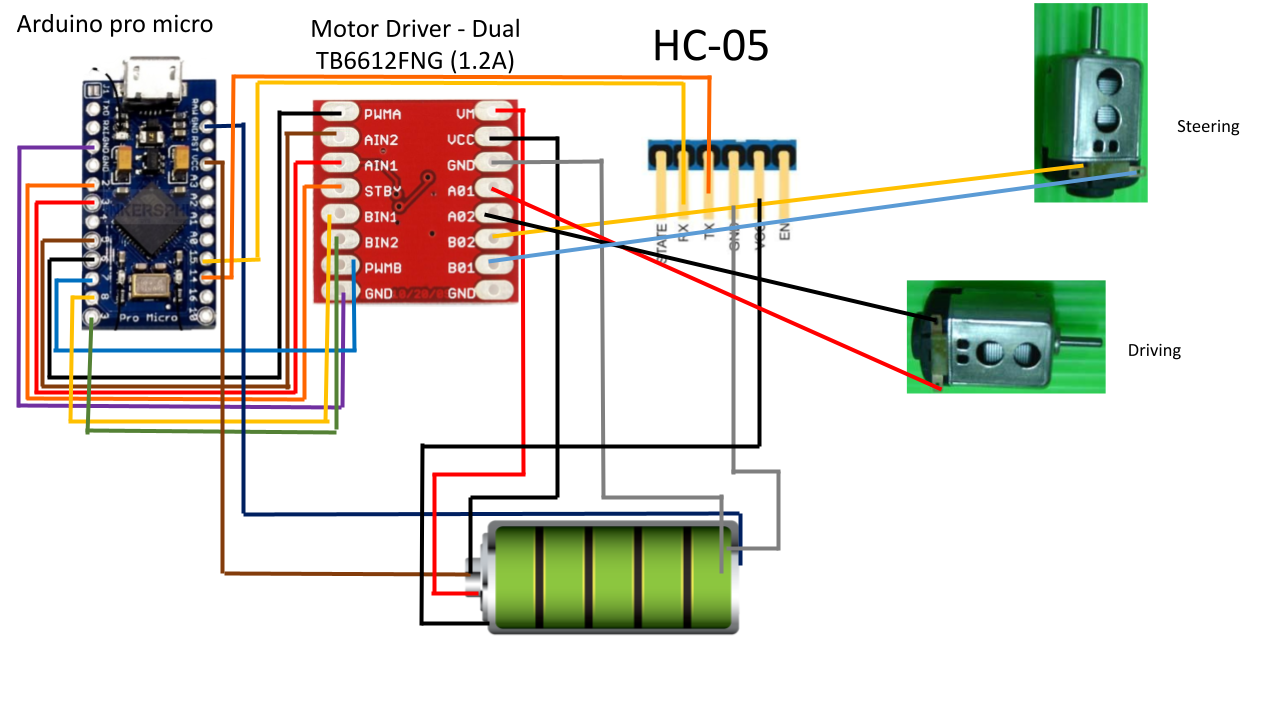 Arduino pro micro
Motor Driver - Dual
TB6612FNG (1.2A)
HC-05
Steering
Driving
J1
TX0
RXI
GND
GND
2
3
4
5
6
7
8
9
RAW
GND
RST
VCC
A3
A2
A1
A0
15
14
16
10
Pro Micro
PWMA
AIN2
AIN1
STBY
BIN1
BIN2
PWMB
GND
VM
VCC
GND
A01
A02
B02
B01
GND
STATE
RX
TX
GND
VCC
EN